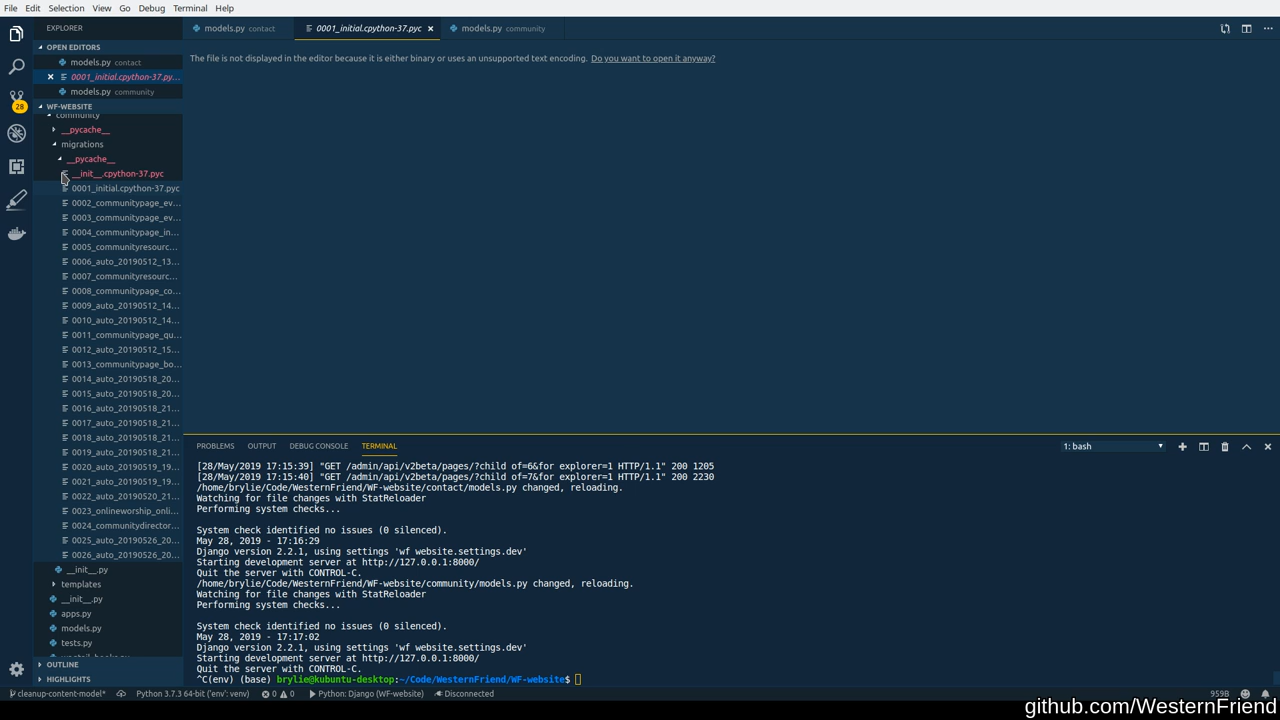 File Edit Selection View Go Debug Terminal Help
EXPLORER
models.py contact
0001_initial.cpython-37.pyc
models.py community
OPEN EDITORS
models.py contact
0001_initial.cpython-37.py...
models.py community
28
WF-WEBSITE
community
__pycache__
migrations
__pycache__
__init__.cpython-37.pyc
0001_initial.cpython-37.pyc
0002_communitypage_ev...
0003_communitypage_ev...
0004_communitypage_in...
0005_communityresourc...
0006_auto_20190512_13...
0007_communityresourc...
0008_communitypage_co...
0009_auto_20190512_14...
0010_auto_20190512_14...
0011_communitypage_qu...
0012_auto_20190512_15...
0013_communitypage_bo...
0014_auto_20190518_20...
0015_auto_20190518_20...
0016_auto_20190518_21...
0017_auto_20190518_21...
0018_auto_20190518_21...
0019_auto_20190518_21...
0020_auto_20190519_19...
0021_auto_20190519_19...
0022_auto_20190520_21...
0023_onlineworship_onli...
0024_communitydirector...
0025_auto_20190526_20...
0026_auto_20190526_20...
__init__.py
templates
__init__.py
apps.py
models.py
tests.py
OUTLINE
HIGHLIGHTS
The file is not displayed in the editor because it is either binary or uses an unsupported text encoding. Do you want to open it anyway?
PROBLEMS OUTPUT DEBUG CONSOLE TERMINAL
1: bash
[28/May/2019 17:15:39] "GET /admin/api/v2beta/pages/?child of=6&for explorer=1 HTTP/1.1" 200 1205
[28/May/2019 17:15:40] "GET /admin/api/v2beta/pages/?child of=7&for explorer=1 HTTP/1.1" 200 2230
/home/brylie/Code/WesternFriend/WF-website/contact/models.py changed, reloading.
Watching for file changes with StatReloader
Performing system checks...
System check identified no issues (0 silenced).
May 28, 2019 - 17:16:29
Django version 2.2.1, using settings 'wf website.settings.dev'
Starting development server at http://127.0.0.1:8000/
Quit the server with CONTROL-C.
/home/brylie/Code/WesternFriend/WF-website/community/models.py changed, reloading.
Watching for file changes with StatReloader
Performing system checks...
System check identified no issues (0 silenced).
May 28, 2019 - 17:17:02
Django version 2.2.1, using settings 'wf website.settings.dev'
Starting development server at http://127.0.0.1:8000/
Quit the server with CONTROL-C.
^C(env) (base) brylie@kubuntu-desktop:~/Code/WesternFriend/WF-website$
cleanup-content-model* Python 3.7.3 64-bit ('env': venv) 0 0 Python: Django (WF-website) Disconnected 959B
github.com/WesternFriend